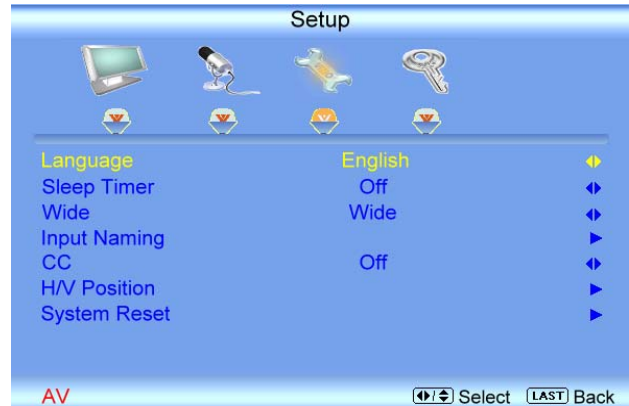 Setup
Language English
Sleep Timer Off
Wide Wide
Input Naming
CC Off
H/V Position
System Reset
AV Select LAST Back